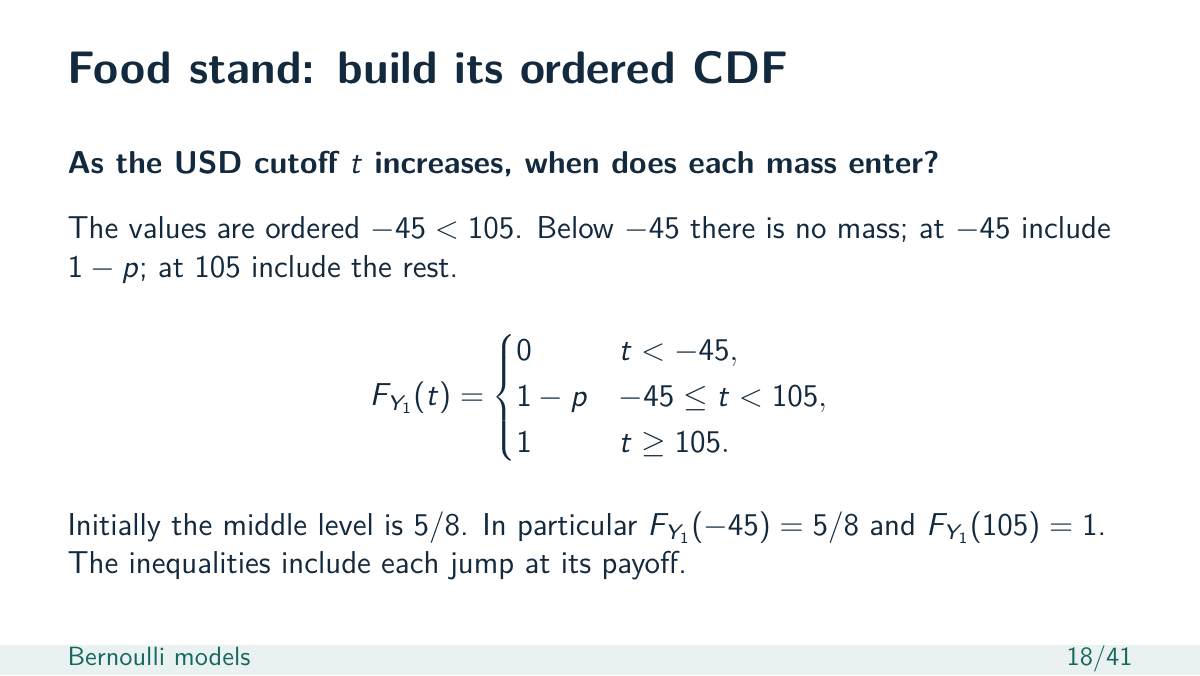 Food stand: build its ordered CDF
As the USD cutoff t increases, when does each mass enter?
The values are ordered −45 < 105. Below −45 there is no mass; at −45 include
1 − p; at 105 include the rest.
0 t < −45,
F_{Y_1}(t) = { 1 − p −45 ≤ t < 105,
1 t ≥ 105.
Initially the middle level is 5/8. In particular F_{Y_1}(−45) = 5/8 and F_{Y_1}(105) = 1.
The inequalities include each jump at its payoff.
Bernoulli models 18/41